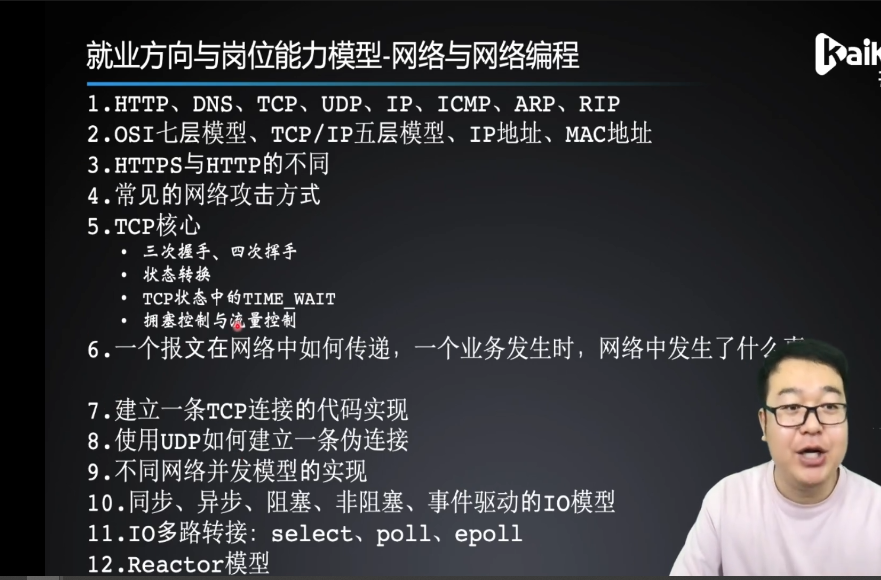 就业方向与岗位能力模型-网络与网络编程
1.HTTP、DNS、TCP、UDP、IP、ICMP、ARP、RIP
2.OSI七层模型、TCP/IP五层模型、IP地址、MAC地址
3.HTTPS与HTTP的不同
4.常见的网络攻击方式
5.TCP核心
• 三次握手、四次挥手
• 状态转换
• TCP状态中的TIME_WAIT
• 拥塞控制与流量控制
6.一个报文在网络中如何传递，一个业务发生时，网络中发生了什么
7.建立一条TCP连接的代码实现
8.使用UDP如何建立一条伪连接
9.不同网络并发模型的实现
10.同步、异步、阻塞、非阻塞、事件驱动的IO模型
11.IO多路转接：select、poll、epoll
12.Reactor模型